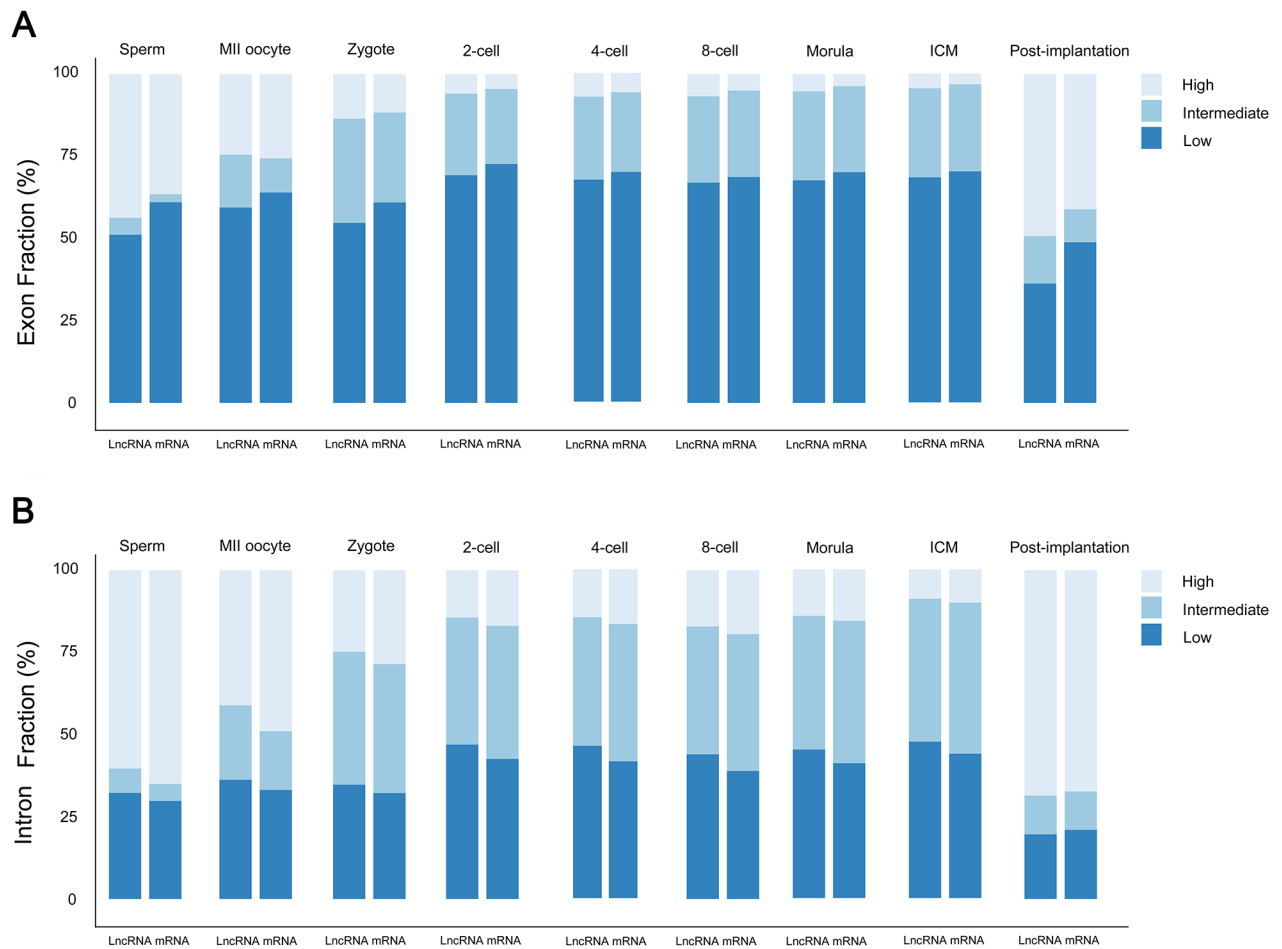 A
Sperm MII oocyte Zygote 2-cell 4-cell 8-cell Morula ICM Post-implantation
100
75
50
25
0
Exon Fraction (%)
High
Intermediate
Low
LncRNA mRNA LncRNA mRNA LncRNA mRNA LncRNA mRNA LncRNA mRNA LncRNA mRNA LncRNA mRNA LncRNA mRNA LncRNA mRNA
B
Sperm MII oocyte Zygote 2-cell 4-cell 8-cell Morula ICM Post-implantation
100
75
50
25
0
Intron Fraction (%)
High
Intermediate
Low
LncRNA mRNA LncRNA mRNA LncRNA mRNA LncRNA mRNA LncRNA mRNA LncRNA mRNA LncRNA mRNA LncRNA mRNA LncRNA mRNA